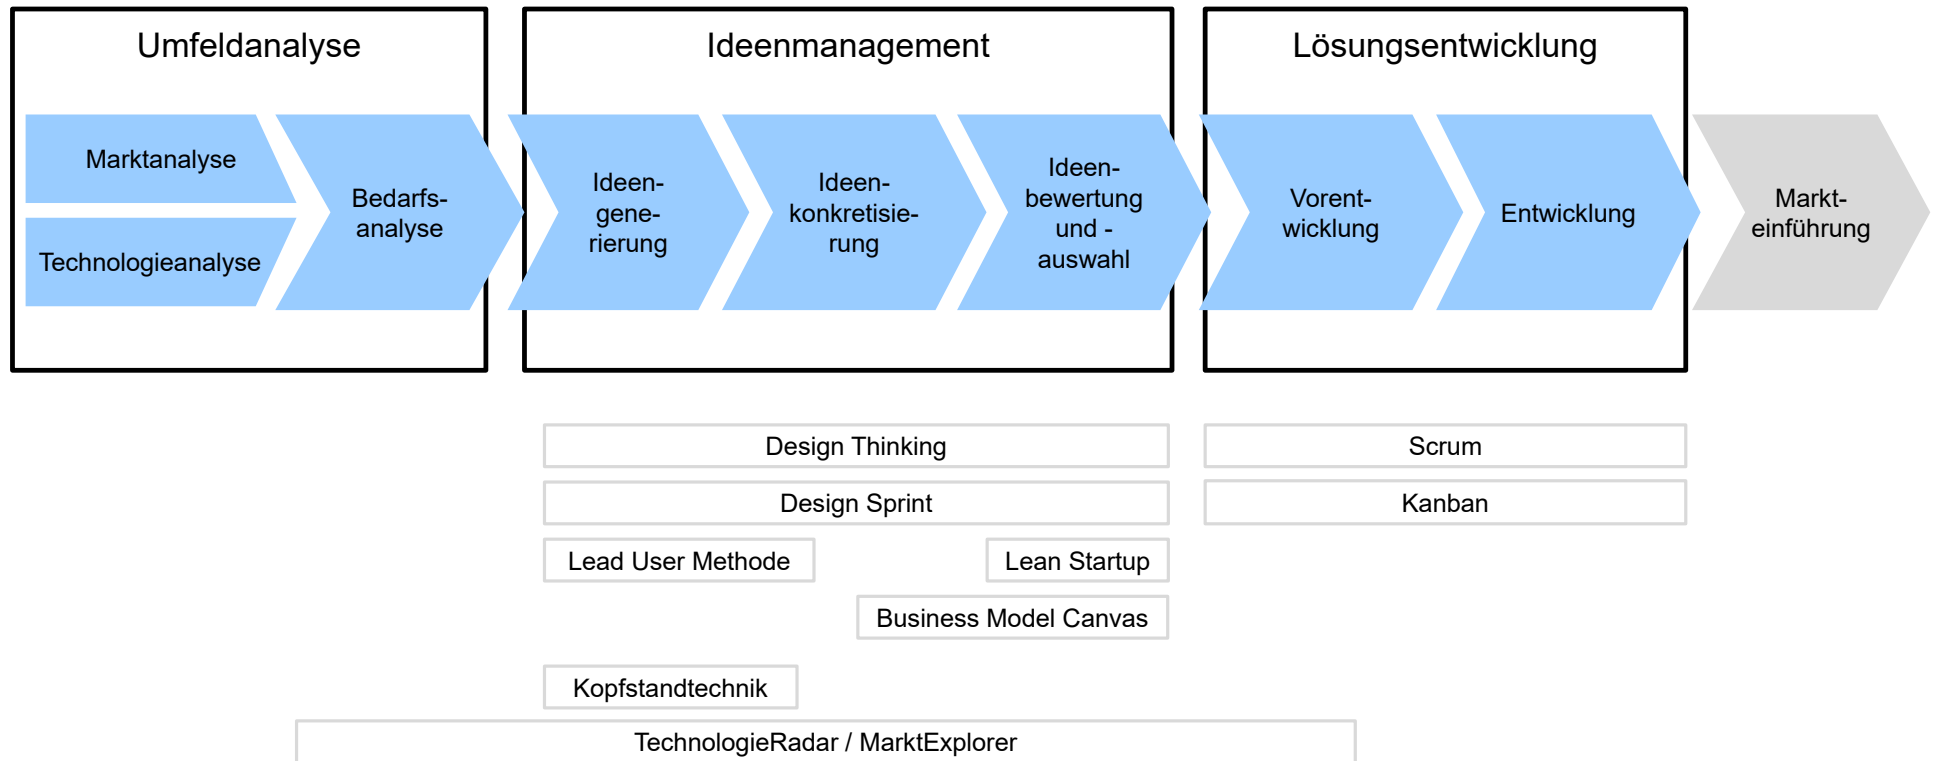 Umfeldanalyse
Ideenmanagement
Lösungsentwicklung
Marktanalyse
Technologieanalyse
Bedarfs-
analyse
Ideen-
gene-
rierung
Ideen-
konkretisie-
rung
Ideen-
bewertung
und -
auswahl
Vorent-
wicklung
Entwicklung
Markt-
einführung
Design Thinking
Scrum
Design Sprint
Kanban
Lead User Methode
Lean Startup
Business Model Canvas
Kopfstandtechnik
TechnologieRadar / MarktExplorer